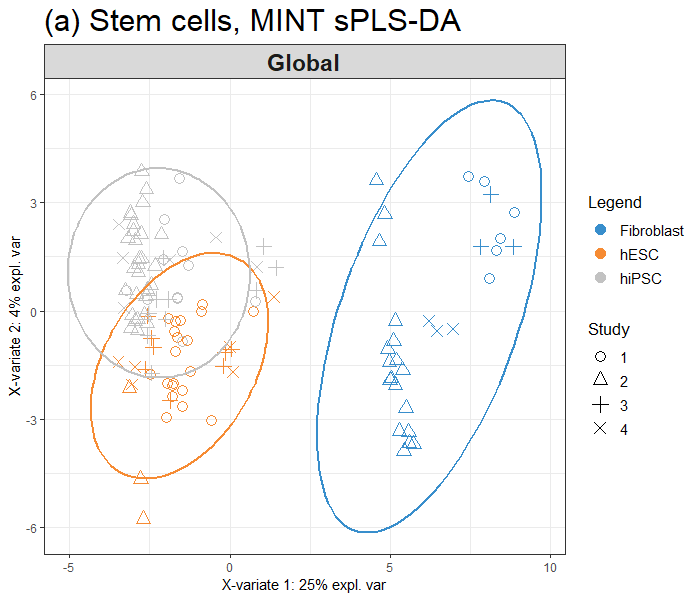 (a) Stem cells, MINT sPLS-DA
Global
6
3
0
-3
-6
-5
0
5
10
X-variate 2: 4% expl. var
X-variate 1: 25% expl. var
Legend
Fibroblast
hESC
hiPSC
Study
1
2
3
4